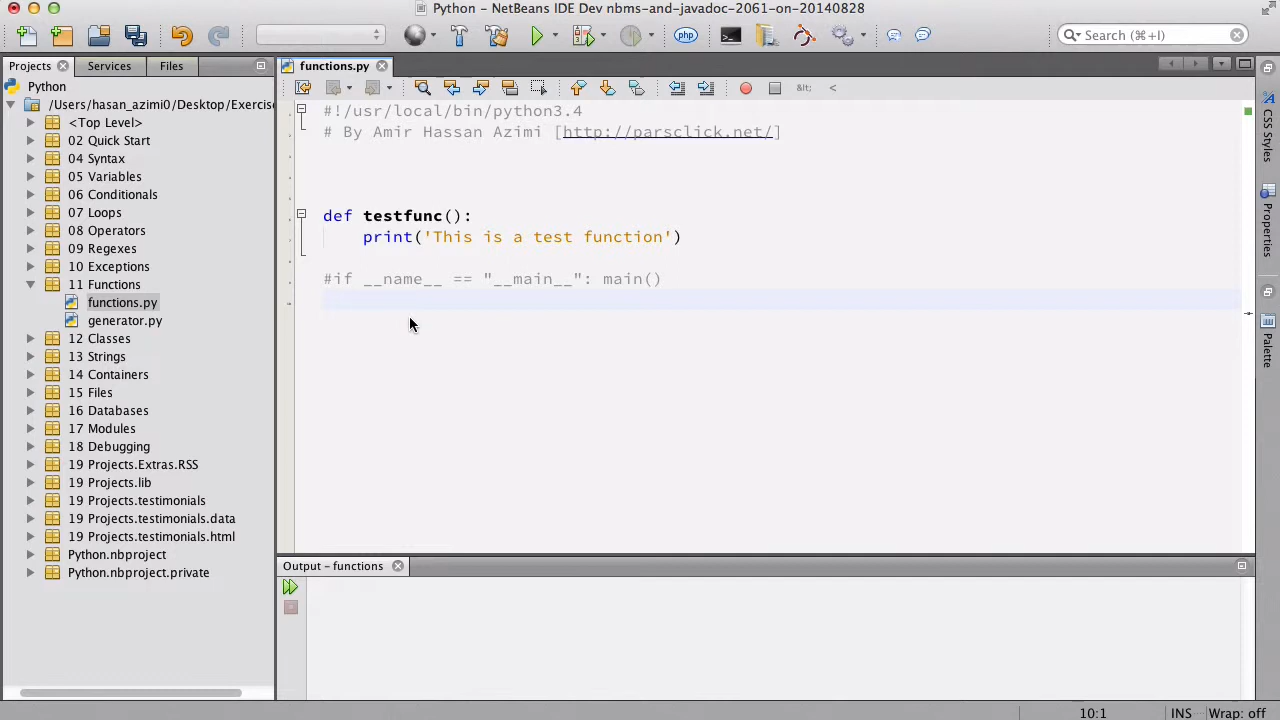 Python - NetBeans IDE Dev nbms-and-javadoc-2061-on-20140828
php
Search (⌘+I)
Projects
Services
Files
functions.py
Python
/Users/hasan_azimi0/Desktop/Exercise
<Top Level>
02 Quick Start
04 Syntax
05 Variables
06 Conditionals
07 Loops
08 Operators
09 Regexes
10 Exceptions
11 Functions
functions.py
generator.py
12 Classes
13 Strings
14 Containers
15 Files
16 Databases
17 Modules
18 Debugging
19 Projects.Extras.RSS
19 Projects.lib
19 Projects.testimonials
19 Projects.testimonials.data
19 Projects.testimonials.html
Python.nbproject
Python.nbproject.private
&lt: <
#!/usr/local/bin/python3.4
# By Amir Hassan Azimi [http://parsclick.net/]
def testfunc():
print('This is a test function')
#if __name__ == "__main__": main()
Output - functions
CSS Styles
Properties
Palette
10:1
INS
Wrap: off